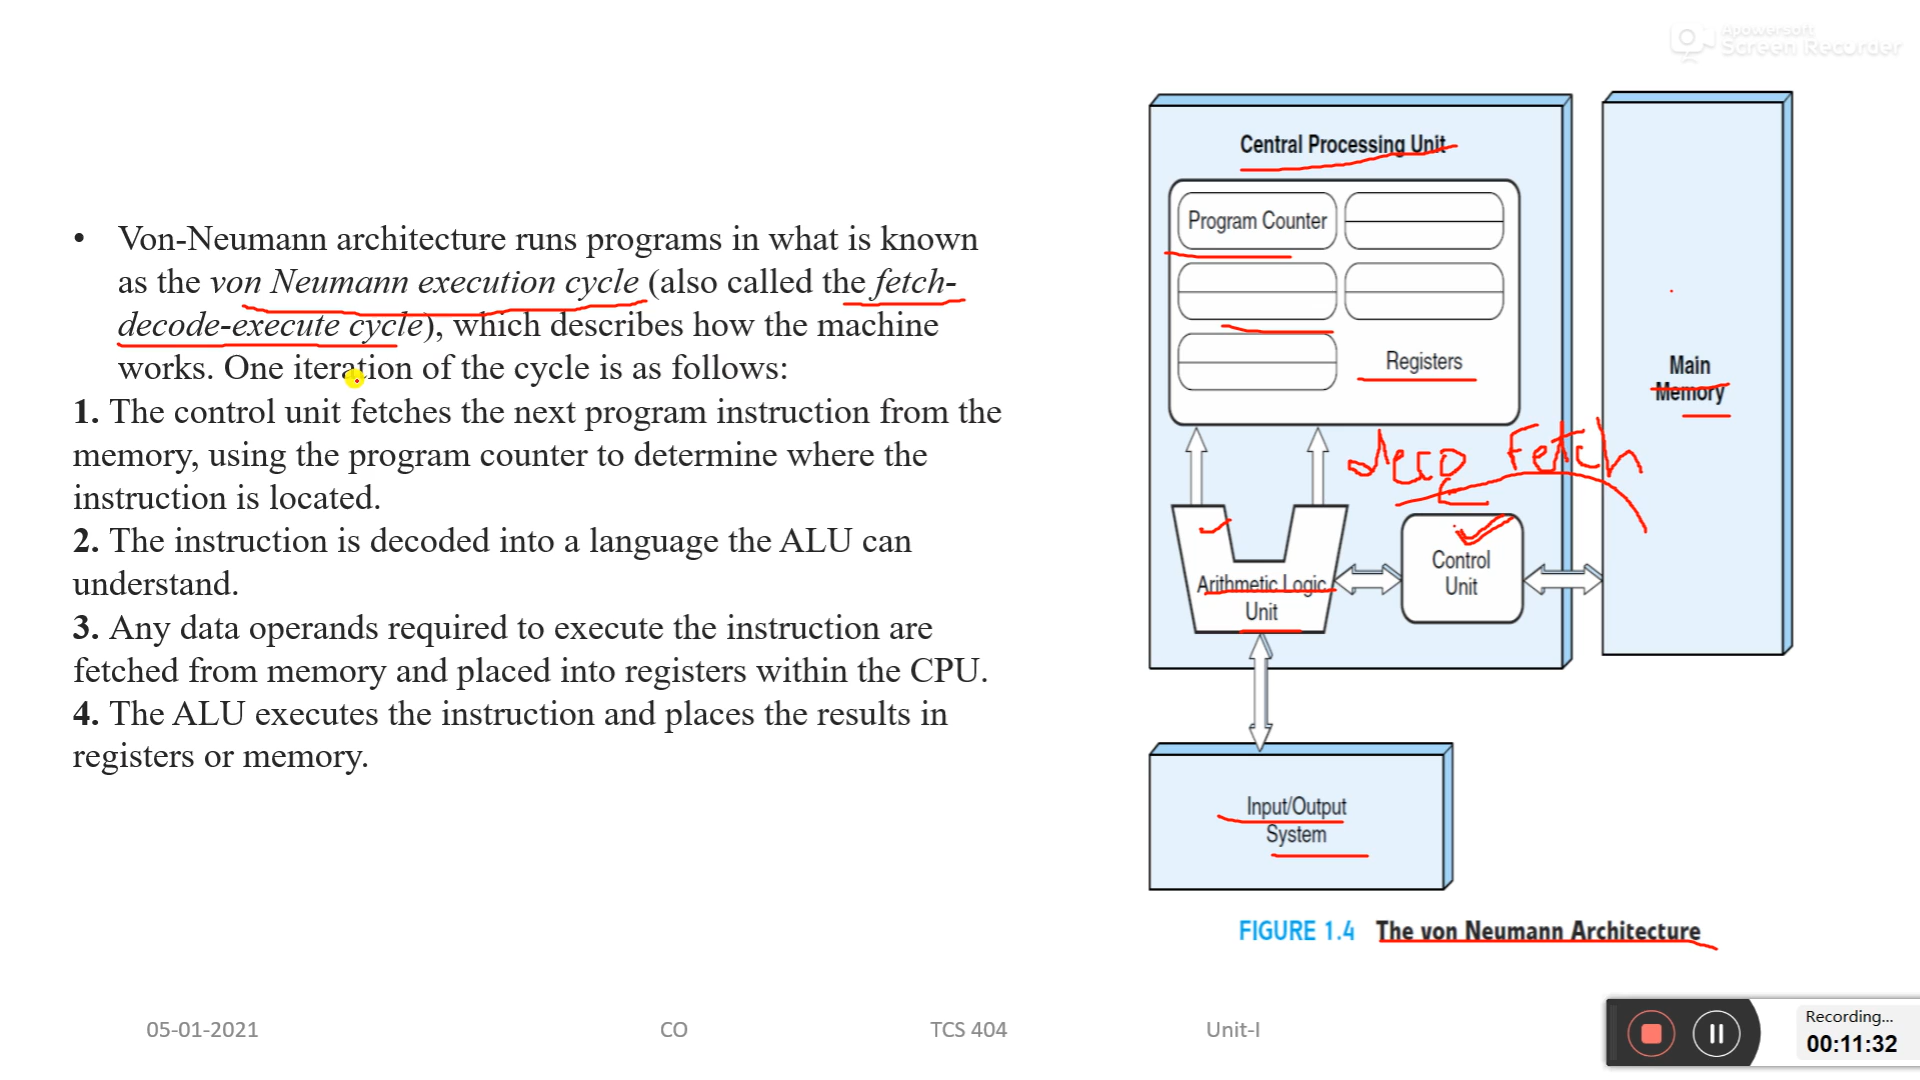 Apowersoft
Screen Recorder
• Von-Neumann architecture runs programs in what is known
as the von Neumann execution cycle (also called the fetch-
decode-execute cycle), which describes how the machine
works. One iteration of the cycle is as follows:
1. The control unit fetches the next program instruction from the
memory, using the program counter to determine where the
instruction is located.
2. The instruction is decoded into a language the ALU can
understand.
3. Any data operands required to execute the instruction are
fetched from memory and placed into registers within the CPU.
4. The ALU executes the instruction and places the results in
registers or memory.
Central Processing Unit
Program Counter
Registers
Main
Memory
Fetch
Arithmetic Logic
Unit
Control
Unit
Input/Output
System
FIGURE 1.4 The von Neumann Architecture
05-01-2021 CO TCS 404 Unit-I
Recording...
00:11:32